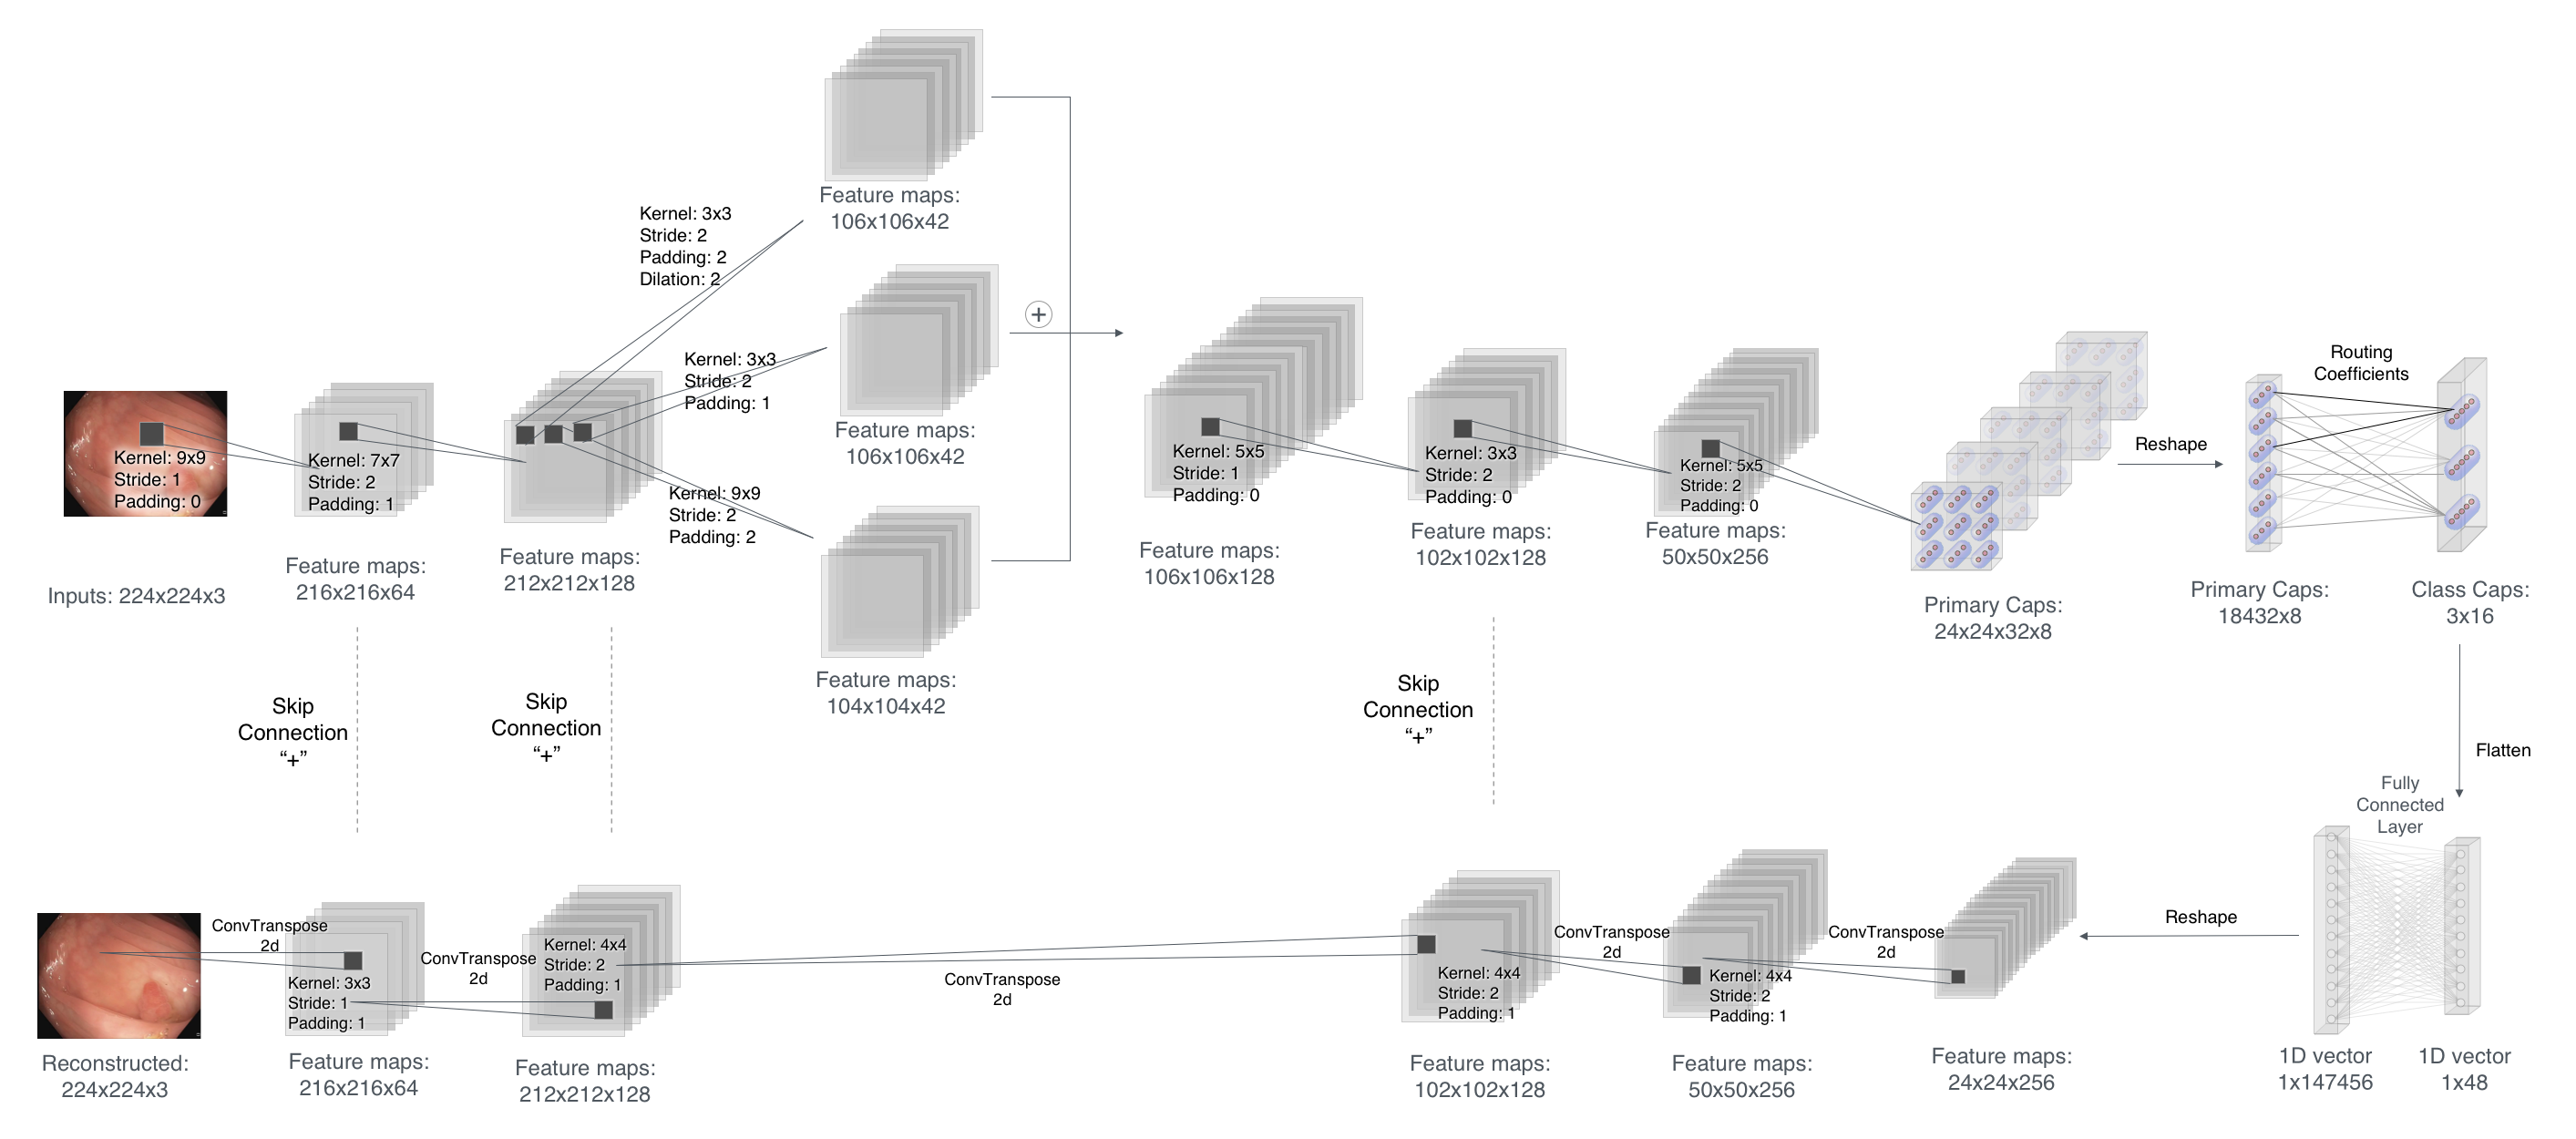 Feature maps:
106x106x42
Kernel: 3x3
Stride: 2
Padding: 2
Dilation: 2
Kernel: 3x3
Stride: 2
Padding: 1
Feature maps:
106x106x42
+
Kernel: 9x9
Stride: 2
Padding: 2
Feature maps:
104x104x42
Kernel: 9x9
Stride: 1
Padding: 0
Inputs: 224x224x3
Kernel: 7x7
Stride: 2
Padding: 1
Feature maps:
216x216x64
Feature maps:
212x212x128
Kernel: 5x5
Stride: 1
Padding: 0
Feature maps:
106x106x128
Kernel: 3x3
Stride: 2
Padding: 0
Feature maps:
102x102x128
Kernel: 5x5
Stride: 2
Padding: 0
Feature maps:
50x50x256
Primary Caps:
24x24x32x8
Reshape
Routing
Coefficients
Primary Caps:
18432x8
Class Caps:
3x16
Skip
Connection
“+”
Skip
Connection
“+”
Skip
Connection
“+”
Flatten
Fully
Connected
Layer
ConvTranspose
2d
Reconstructed:
224x224x3
Kernel: 3x3
Stride: 1
Padding: 1
Feature maps:
216x216x64
ConvTranspose
2d
Kernel: 4x4
Stride: 2
Padding: 1
Feature maps:
212x212x128
ConvTranspose
2d
Kernel: 4x4
Stride: 2
Padding: 1
Feature maps:
102x102x128
ConvTranspose
2d
Kernel: 4x4
Stride: 2
Padding: 1
Feature maps:
50x50x256
ConvTranspose
2d
Feature maps:
24x24x256
Reshape
1D vector
1x147456
1D vector
1x48